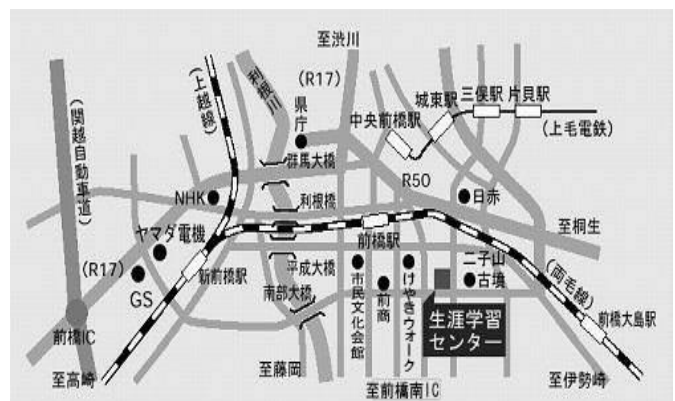 至渋川
(上越線)
利根川
(R17)
県庁
(関越自動車道)
中央前橋駅
城東駅
三俣駅
片貝駅
(上毛電鉄)
群馬大橋
R50
NHK
利根橋
日赤
至桐生
ヤマダ電機
前橋駅
(R17)
新前橋駅
平成大橋
二子山
古墳
(両毛線)
GS
南部大橋
市民文化会館
前商
けやきウォーク
生涯学習
センター
前橋大島駅
前橋IC
至高崎
至藤岡
至前橋南IC
至伊勢崎